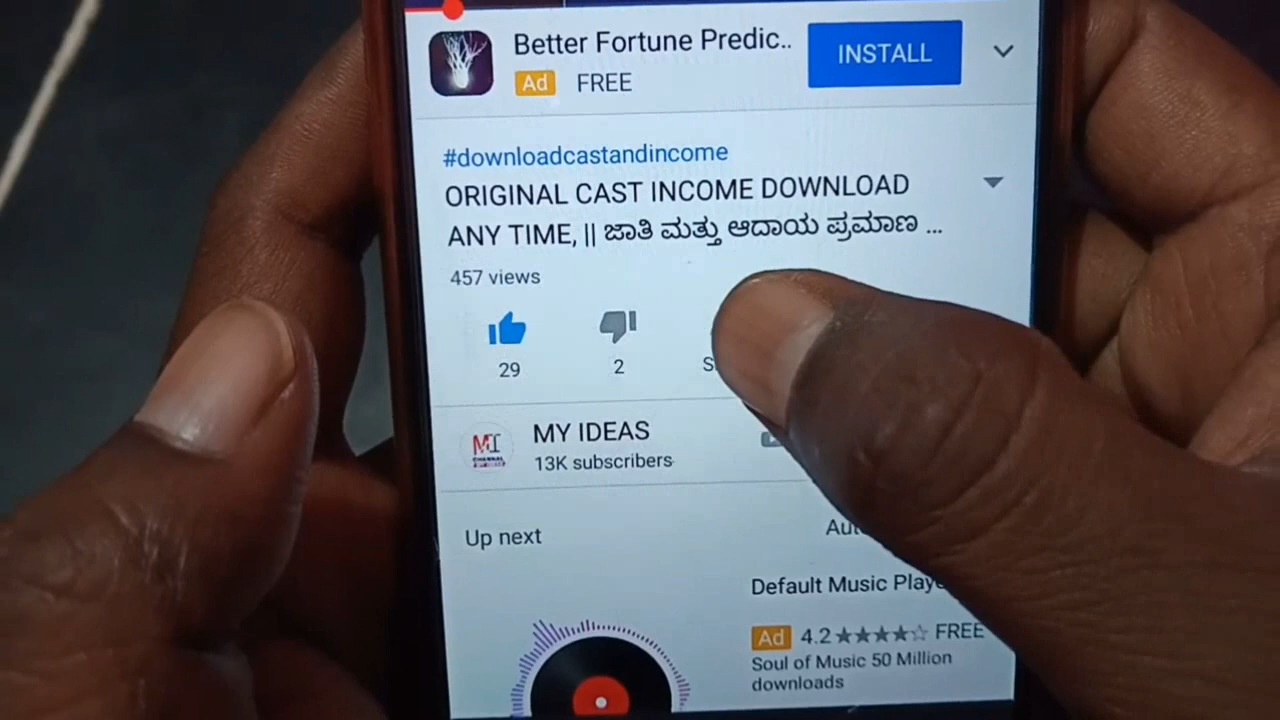 Better Fortune Predic..
INSTALL
Ad FREE
#downloadcastandincome
ORIGINAL CAST INCOME DOWNLOAD
ANY TIME, || ಜಾತಿ ಮತ್ತು ಆದಾಯ ಪ್ರಮಾಣ ...
457 views
29
2
MI
MY IDEAS
13K subscribers
Up next
Default Music Playe
Ad 4.2★★★★☆ FREE
Soul of Music 50 Million
downloads